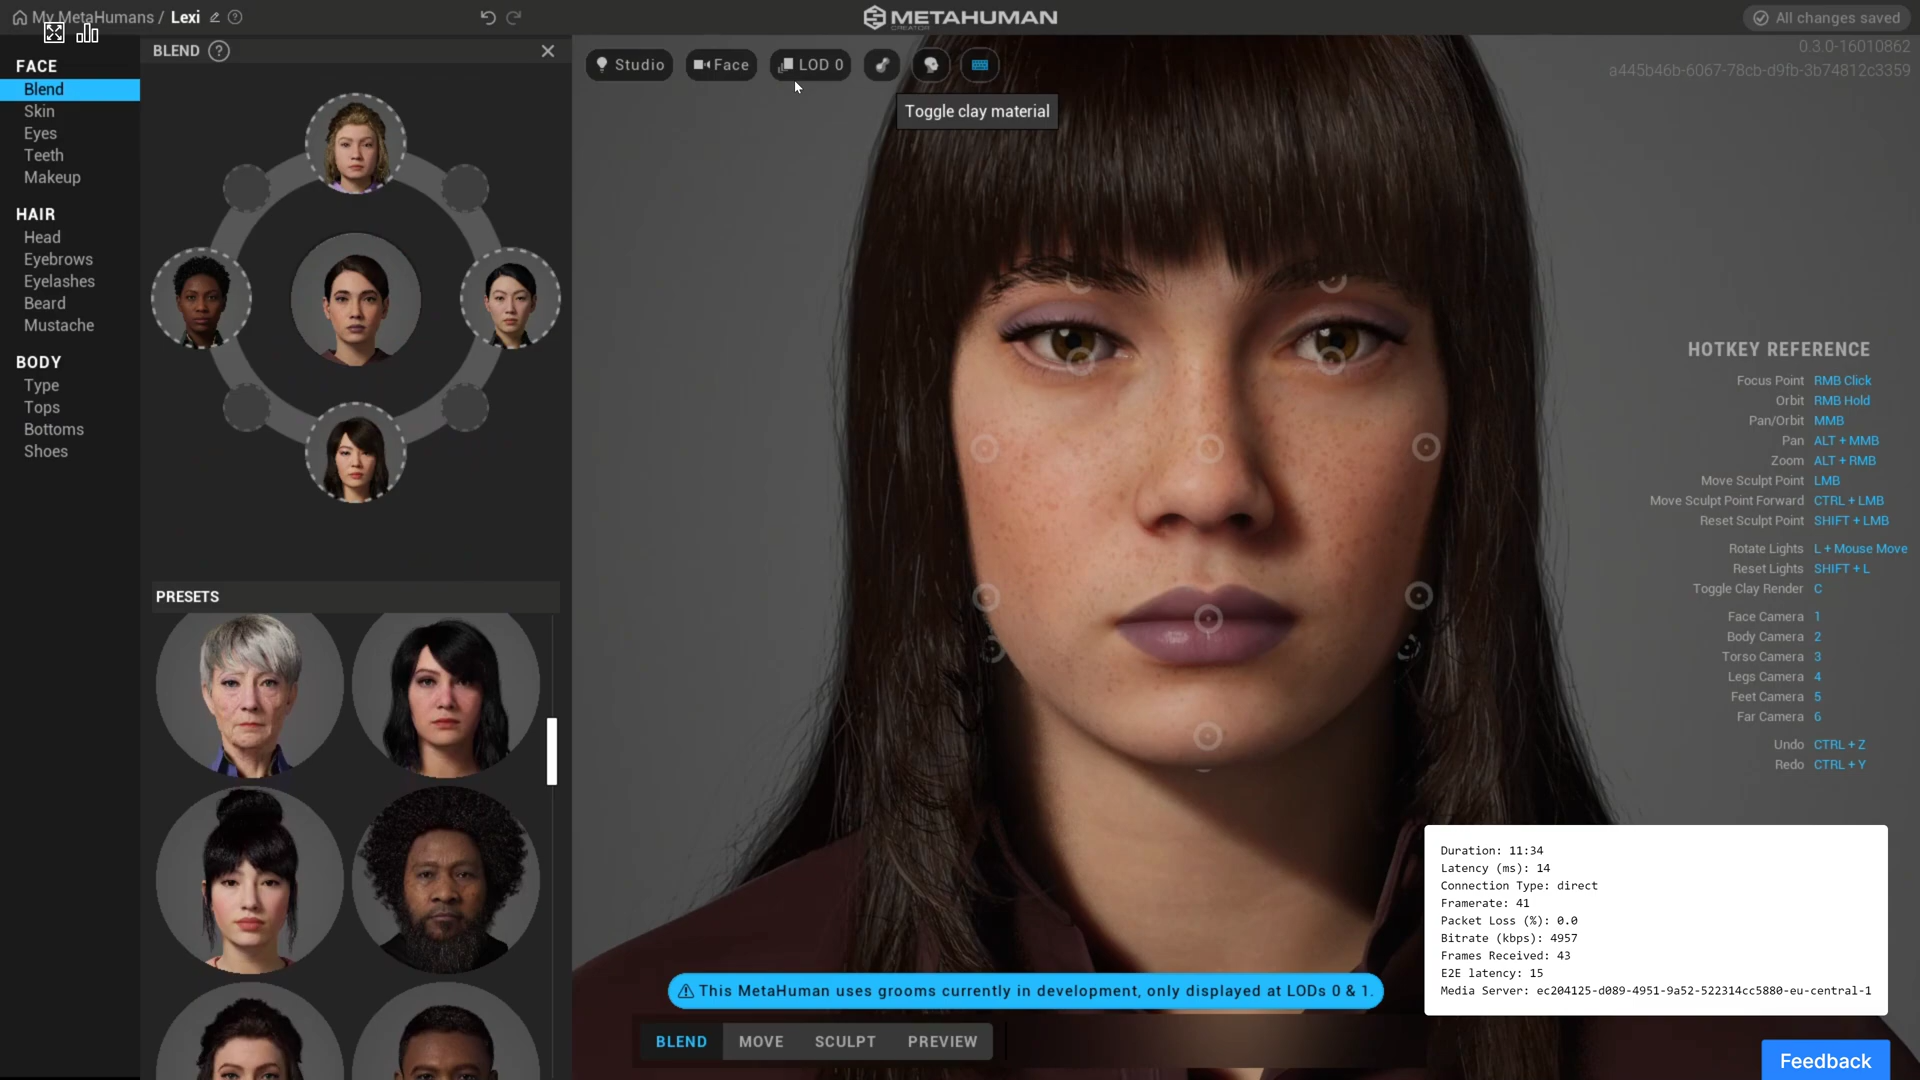 My MetaHumans / Lexi
METAHUMAN
CREATOR
All changes saved
0.3.0-16010862
a445b46b-6067-78cb-d9fb-3b74812c3359
FACE
Blend
Skin
Eyes
Teeth
Makeup
HAIR
Head
Eyebrows
Eyelashes
Beard
Mustache
BODY
Type
Tops
Bottoms
Shoes
BLEND ?
PRESETS
Studio
Face
LOD 0
Toggle clay material
HOTKEY REFERENCE
Focus Point RMB Click
Orbit RMB Hold
Pan/Orbit MMB
Pan ALT + MMB
Zoom ALT + RMB
Move Sculpt Point LMB
Move Sculpt Point Forward CTRL + LMB
Reset Sculpt Point SHIFT + LMB
Rotate Lights L + Mouse Move
Reset Lights SHIFT + L
Toggle Clay Render C
Face Camera 1
Body Camera 2
Torso Camera 3
Legs Camera 4
Feet Camera 5
Far Camera 6
Undo CTRL + Z
Redo CTRL + Y
Duration: 11:34
Latency (ms): 14
Connection Type: direct
Framerate: 41
Packet Loss (%): 0.0
Bitrate (kbps): 4957
Frames Received: 43
E2E latency: 15
Media Server: ec204125-d089-4951-9a52-522314cc5880-eu-central-1
This MetaHuman uses grooms currently in development, only displayed at LODs 0 & 1.
BLEND MOVE SCULPT PREVIEW
Feedback